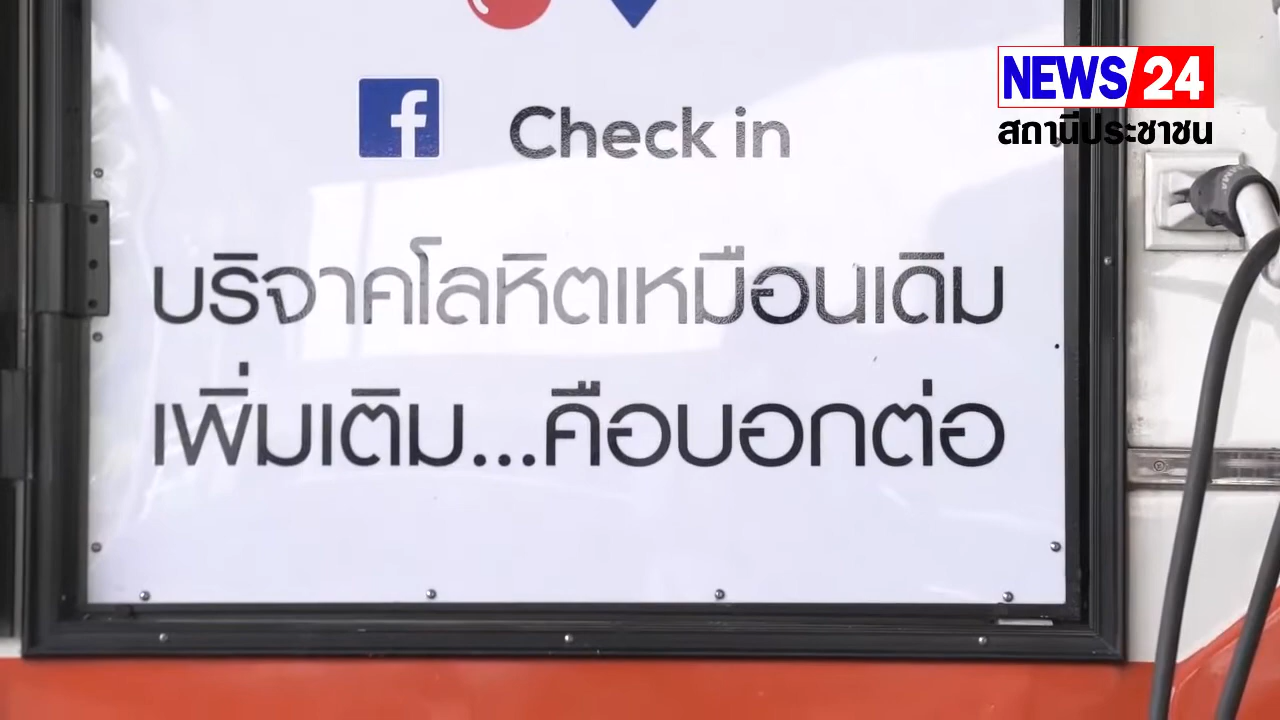 NEWS 24
สถานีประชาชน
f Check in
บริจาคโลหิตเหมือนเดิม
เพิ่มเติม...คือบอกต่อ